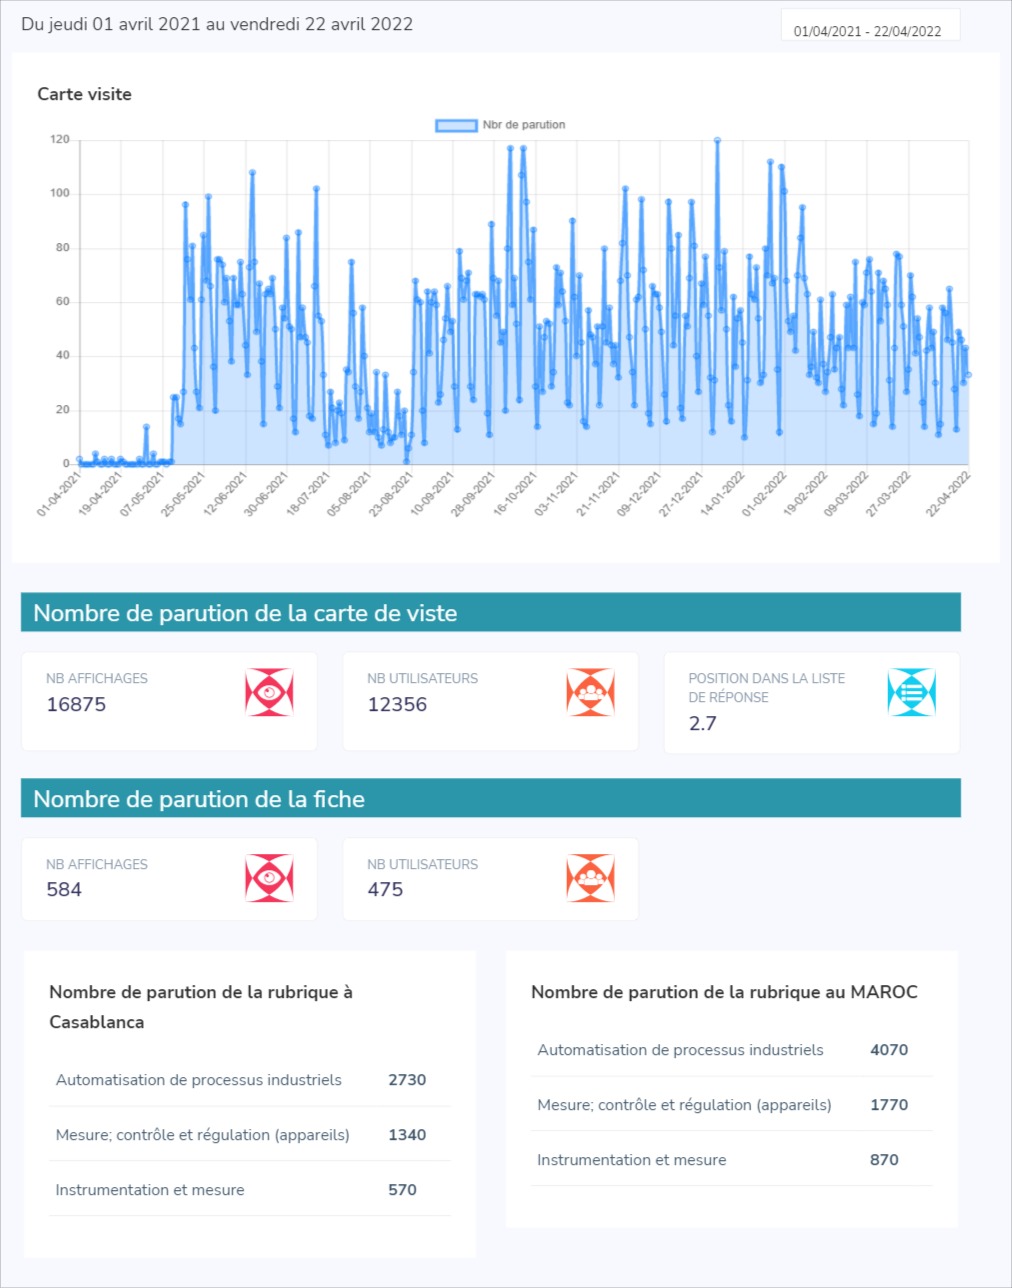 Du jeudi 01 avril 2021 au vendredi 22 avril 2022
01/04/2021 - 22/04/2022
Carte visite
Nbr de parution
120
100
80
60
40
20
0
01-04-2021
19-04-2021
07-05-2021
25-05-2021
12-06-2021
30-06-2021
18-07-2021
05-08-2021
23-08-2021
10-09-2021
28-09-2021
16-10-2021
03-11-2021
21-11-2021
09-12-2021
27-12-2021
14-01-2022
01-02-2022
19-02-2022
09-03-2022
27-03-2022
22-04-2022
Nombre de parution de la carte de viste
NB AFFICHAGES
16875
NB UTILISATEURS
12356
POSITION DANS LA LISTE
DE RÉPONSE
2.7
Nombre de parution de la fiche
NB AFFICHAGES
584
NB UTILISATEURS
475
Nombre de parution de la rubrique à
Casablanca
Automatisation de processus industriels 2730
Mesure; contrôle et régulation (appareils) 1340
Instrumentation et mesure 570
Nombre de parution de la rubrique au MAROC
Automatisation de processus industriels 4070
Mesure; contrôle et régulation (appareils) 1770
Instrumentation et mesure 870